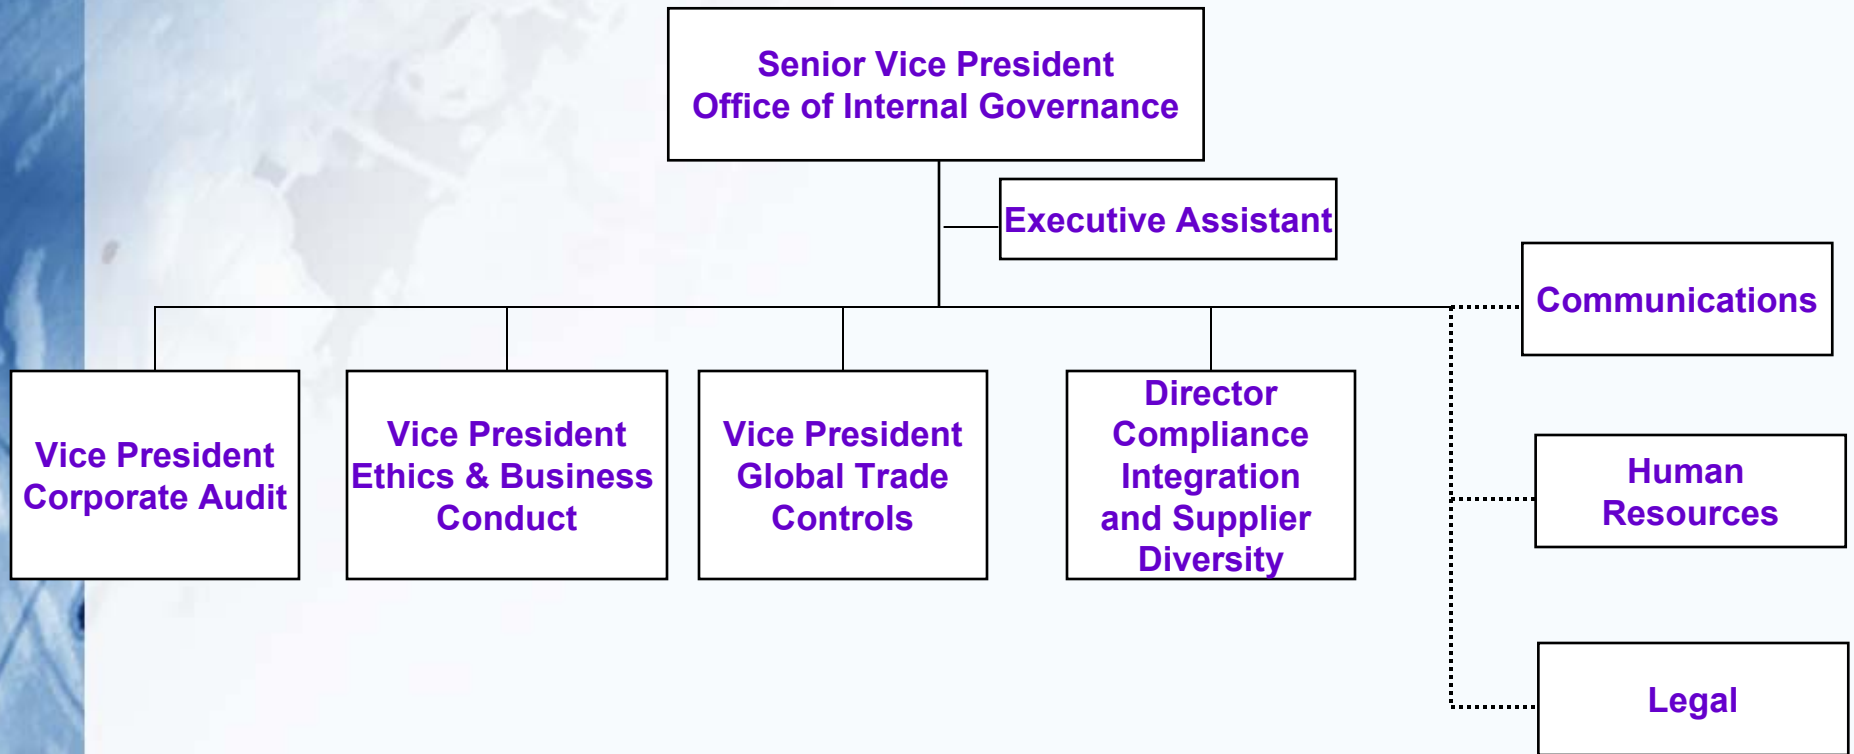 Senior Vice President
Office of Internal Governance
Executive Assistant
Communications
Vice President
Corporate Audit
Vice President
Ethics & Business
Conduct
Vice President
Global Trade
Controls
Director
Compliance
Integration
and Supplier
Diversity
Human
Resources
Legal